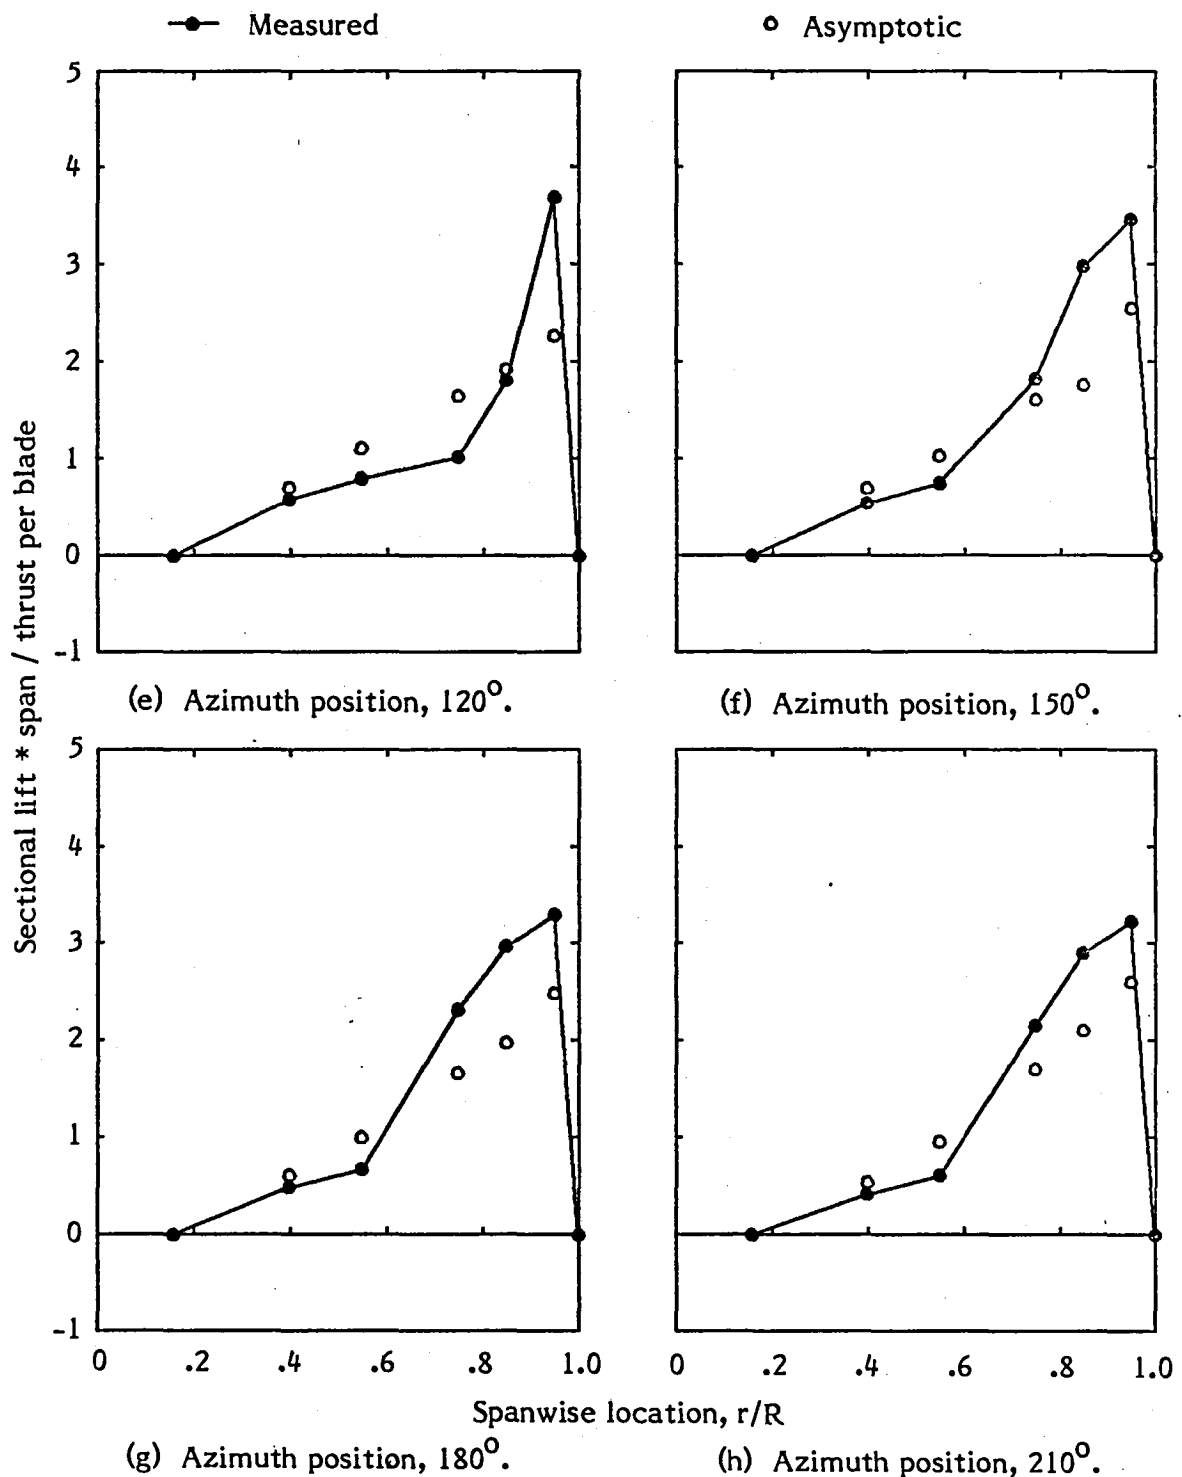 Measured
Asymptotic
5
4
3
2
1
0
-1
(e) Azimuth position, 120°.
(f) Azimuth position, 150°.
Sectional lift * span / thrust per blade
5
4
3
2
1
0
-1
0 .2 .4 .6 .8 1.0
0 .2 .4 .6 .8 1.0
Spanwise location, r/R
(g) Azimuth position, 180°.
(h) Azimuth position, 210°.